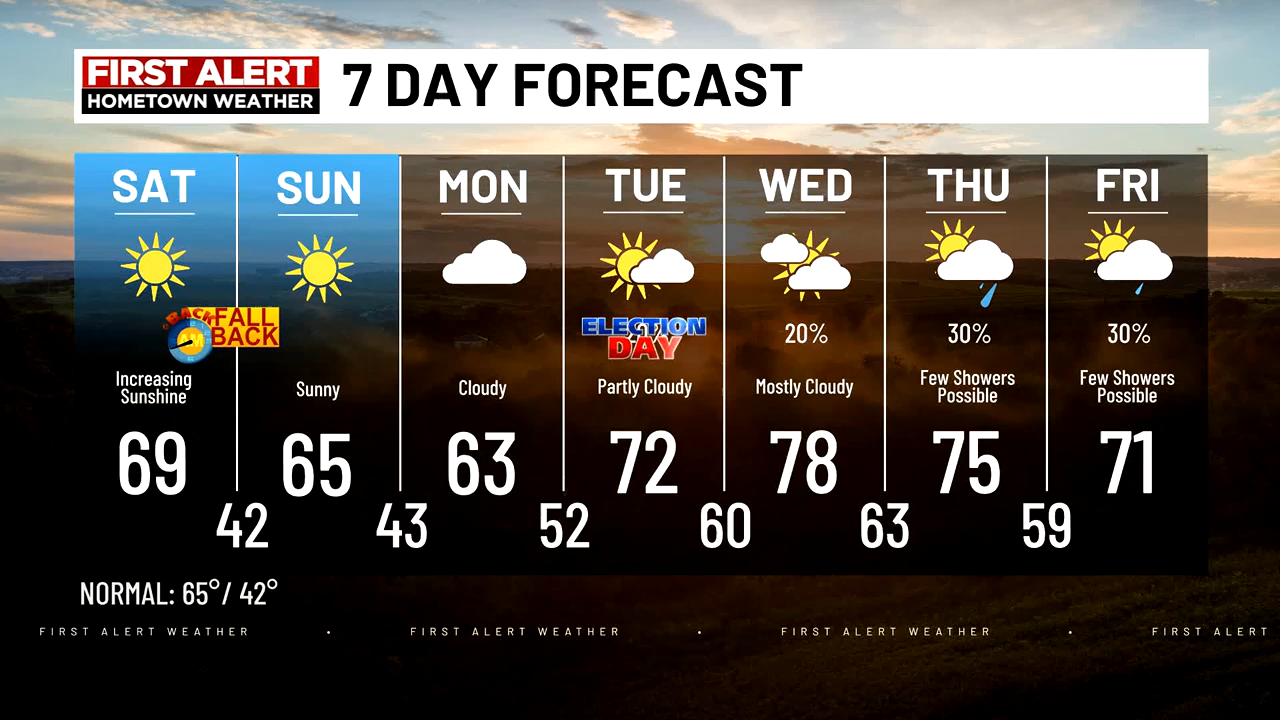 FIRST ALERT
HOMETOWN WEATHER
7 DAY FORECAST
SAT
SUN
MON
TUE
WED
THU
FRI
BACK
FALL
BACK
ELECTION
DAY
20%
30%
30%
Increasing
Sunshine
Sunny
Cloudy
Partly Cloudy
Mostly Cloudy
Few Showers
Possible
Few Showers
Possible
69
65
63
72
78
75
71
42
43
52
60
63
59
NORMAL: 65°/ 42°
FIRST ALERT WEATHER • FIRST ALERT WEATHER • FIRST ALERT WEATHER • FIRST ALERT